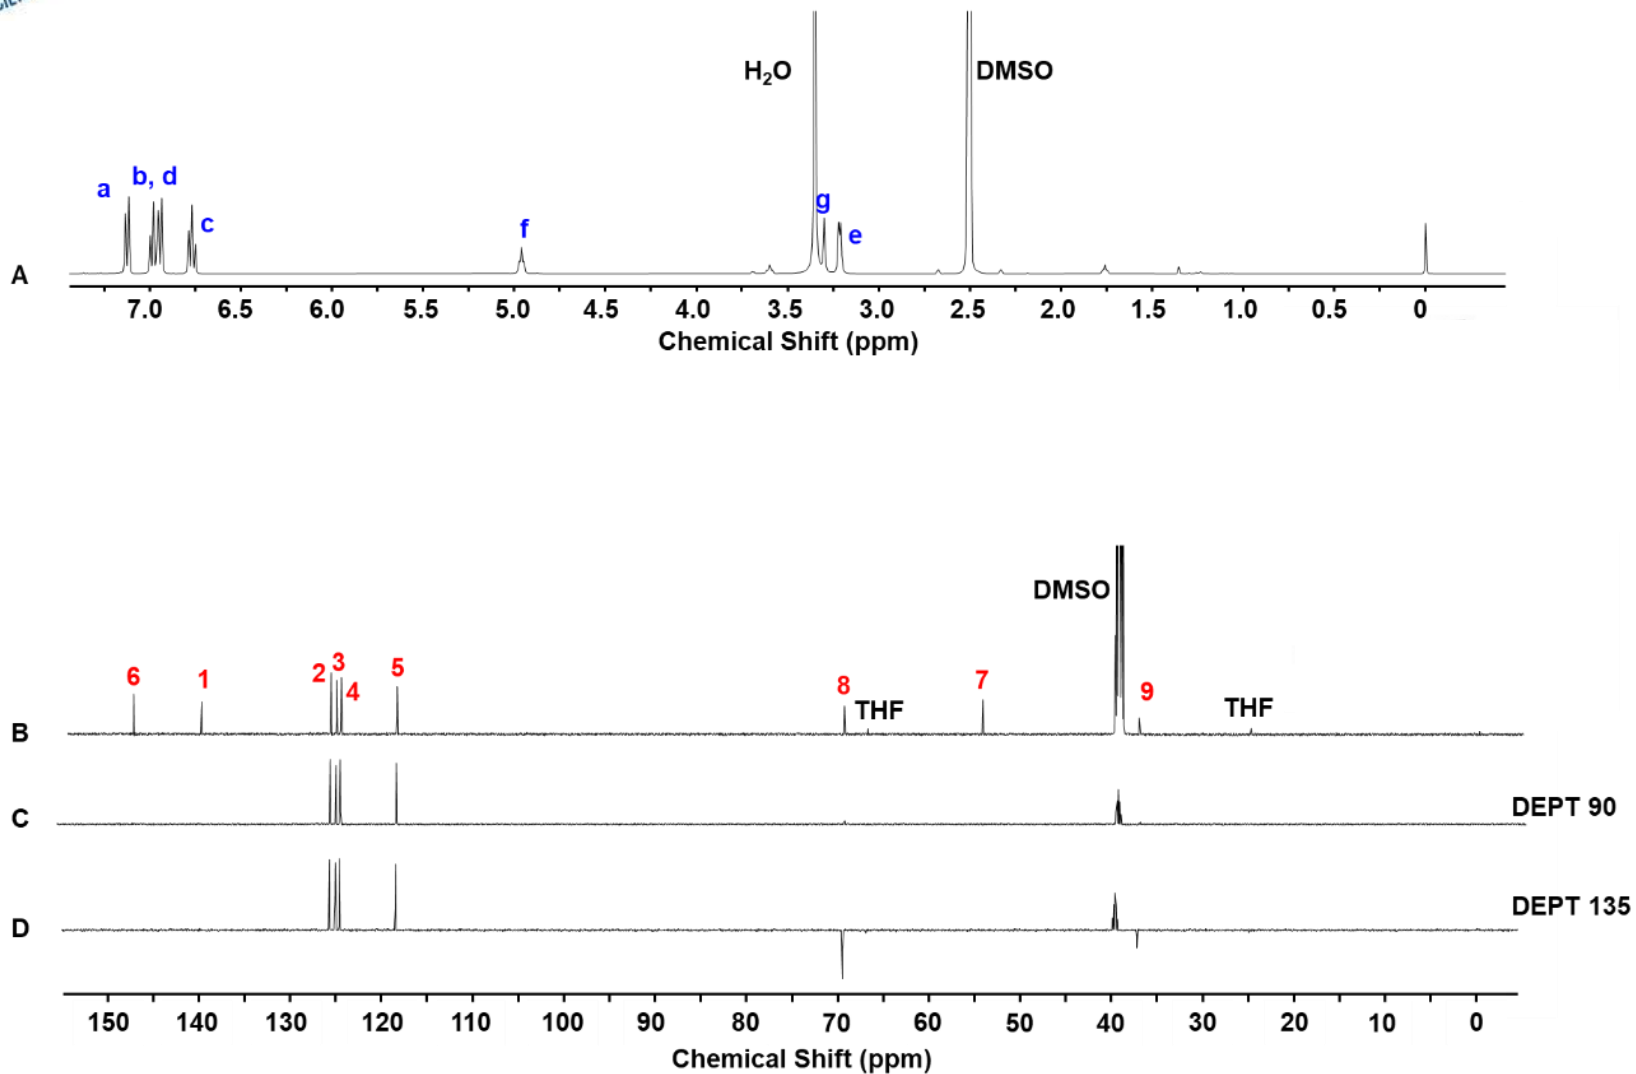 H2O
DMSO
a
b, d
c
f
g
e
A
7.0 6.5 6.0 5.5 5.0 4.5 4.0 3.5 3.0 2.5 2.0 1.5 1.0 0.5 0
Chemical Shift (ppm)
DMSO
6
1
2
3
4
5
8
THF
7
9
THF
B
C
DEPT 90
D
DEPT 135
150 140 130 120 110 100 90 80 70 60 50 40 30 20 10 0
Chemical Shift (ppm)